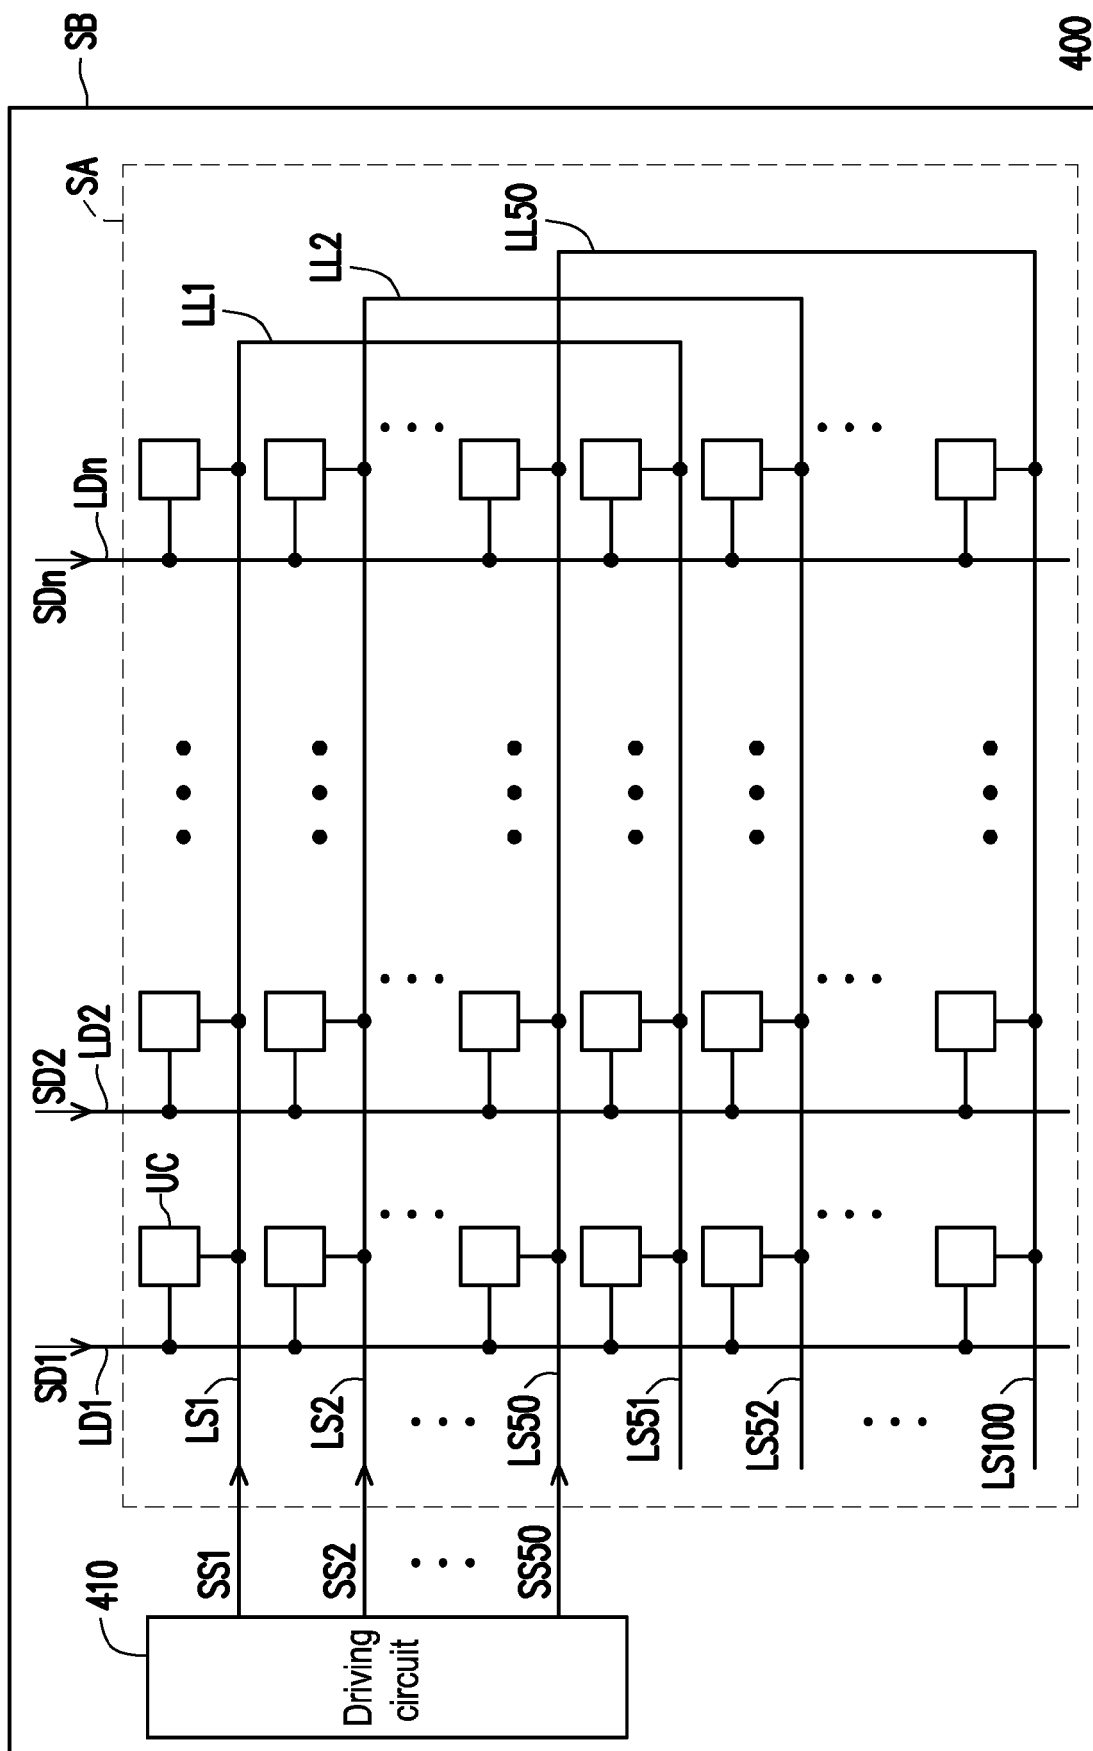 SB
400
SA
LL50
LL2
LL1
SDn
LDn
SD2
LD2
UC
SD1
LD1
LS1
LS2
LS50
LS51
LS52
LS100
SS1
SS2
SS50
410
Driving
circuit